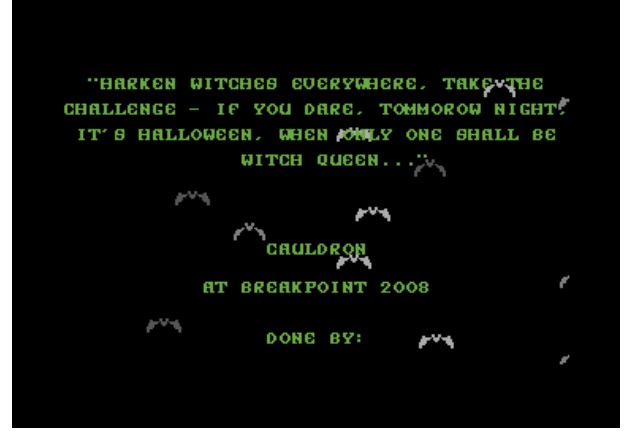 "HARKEN WITCHES EVERYWHERE, TAKE THE
CHALLENGE - IF YOU DARE, TOMMOROW NIGHT,
IT'S HALLOWEEN, WHEN ONLY ONE SHALL BE
WITCH QUEEN..."
CAULDRON
AT BREAKPOINT 2008
DONE BY: